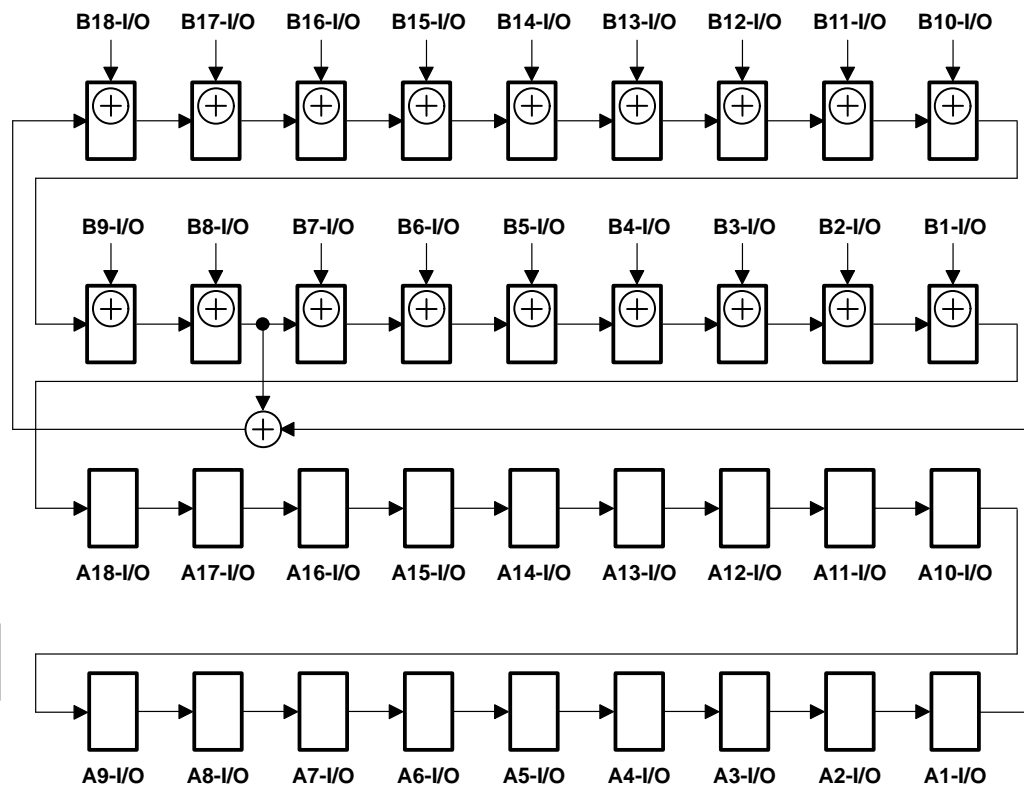 B18-I/O B17-I/O B16-I/O B15-I/O B14-I/O B13-I/O B12-I/O B11-I/O B10-I/O
B9-I/O B8-I/O B7-I/O B6-I/O B5-I/O B4-I/O B3-I/O B2-I/O B1-I/O
A18-I/O A17-I/O A16-I/O A15-I/O A14-I/O A13-I/O A12-I/O A11-I/O A10-I/O
A9-I/O A8-I/O A7-I/O A6-I/O A5-I/O A4-I/O A3-I/O A2-I/O A1-I/O